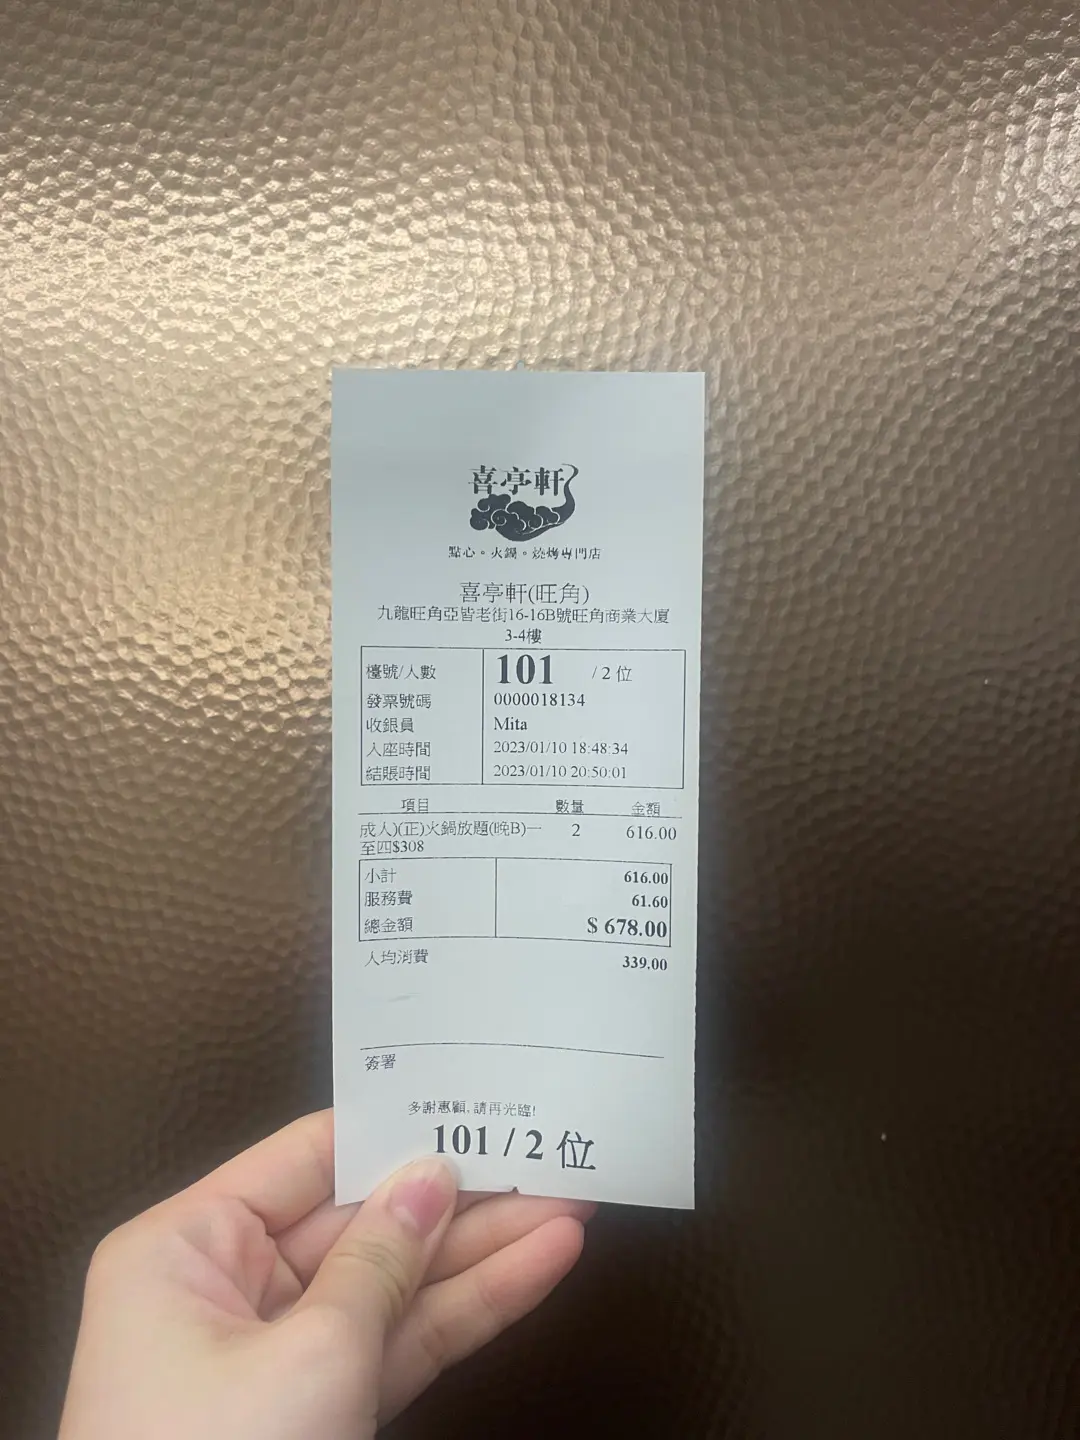 喜亭軒
點心。火鍋。燒烤專門店
喜亭軒(旺角)
九龍旺角亞皆老街16-16B號旺角商業大廈
3-4樓
檯號/人數 101 / 2 位
發票號碼 0000018134
收銀員 Mita
入座時間 2023/01/10 18:48:34
結賬時間 2023/01/10 20:50:01
項目 數量 金額
成人)(正)火鍋放題(晚B)一 2 616.00
至四$308
小計 616.00
服務費 61.60
總金額 $ 678.00
人均消費 339.00
簽署
多謝惠顧, 請再光臨!
101 / 2 位